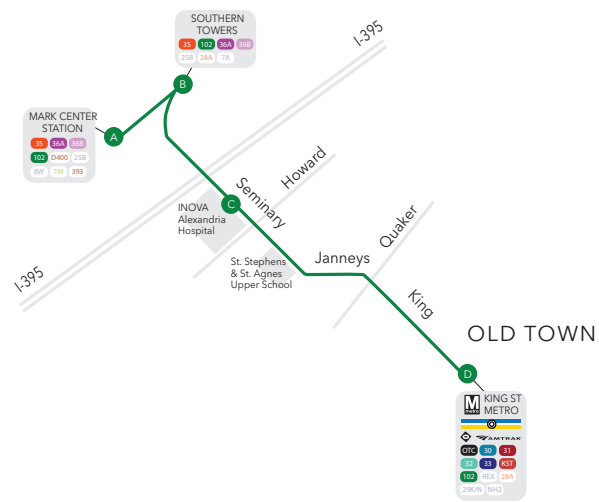 SOUTHERN
TOWERS
35 102 36A 36B
25B 28A 7A
I-395
B
MARK CENTER
STATION
35 36A 36B
102 D400 25B
8W 7M 393
A
Howard
Seminary
C
INOVA
Alexandria
Hospital
Quaker
St. Stephens
& St. Agnes
Upper School
Janneys
I-395
King
OLD TOWN
D
M
metro
KING ST
METRO
AMTRAK
OTC 30 31
32 33 KST
102 REX 28A
29K/N NH2